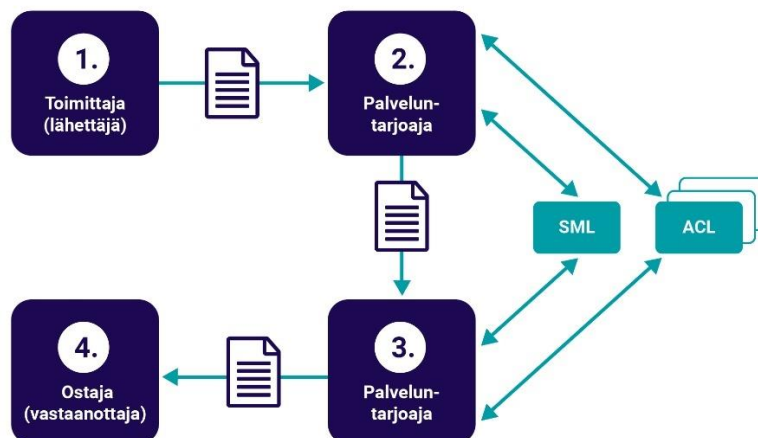 1.
Toimittaja
(lähettäjä)
2.
Palvelun-
tarjoaja
SML
ACL
4.
Ostaja
(vastaanottaja)
3.
Palvelun-
tarjoaja